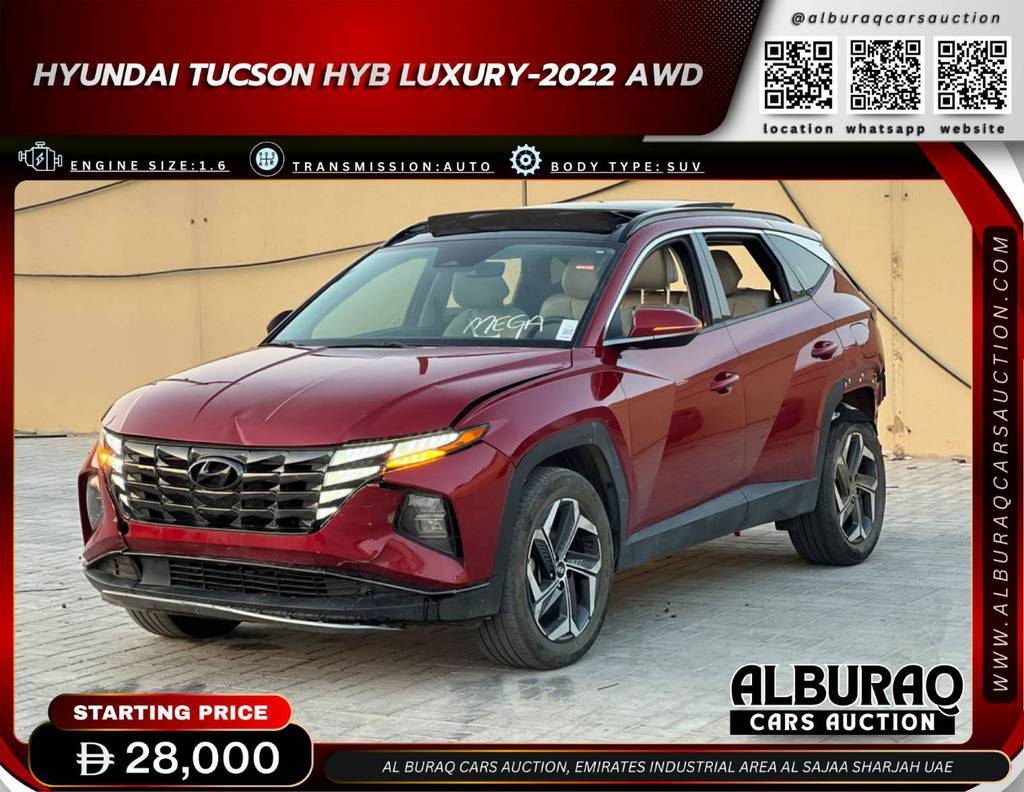 @alburaqcarsauction
HYUNDAI TUCSON HYB LUXURY-2022 AWD
location whatsapp website
ENGINE SIZE:1.6
TRANSMISSION:AUTO
BODY TYPE: SUV
MEGA
WWW.ALBURAQCARSAUCTION.COM
ALBURAQ
CARS AUCTION
STARTING PRICE
28,000
AL BURAQ CARS AUCTION, EMIRATES INDUSTRIAL AREA AL SAJAA SHARJAH UAE